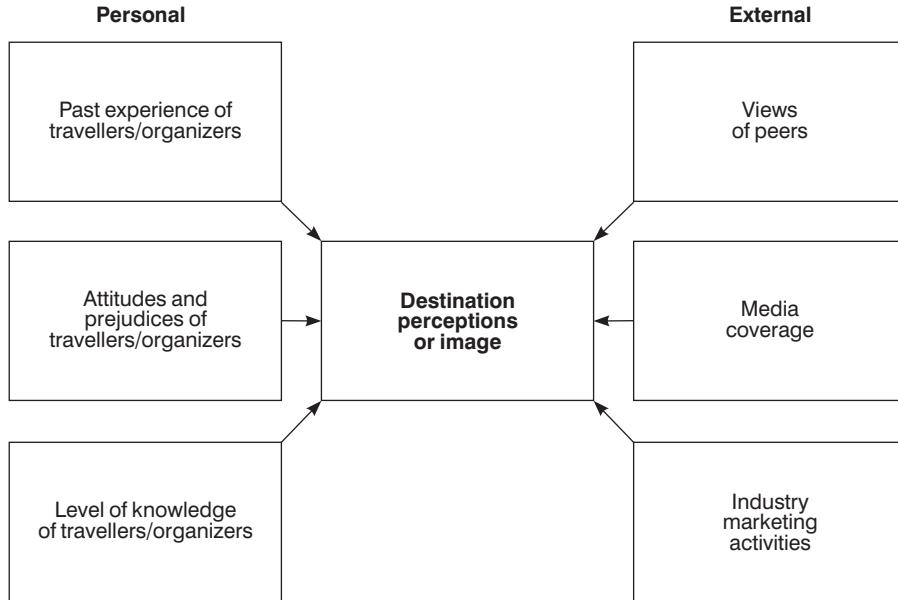 Personal
External
Past experience of
travellers/organizers
Views
of peers
Attitudes and
prejudices of
travellers/organizers
Destination
perceptions
or image
Media
coverage
Level of knowledge
of travellers/organizers
Industry
marketing
activities